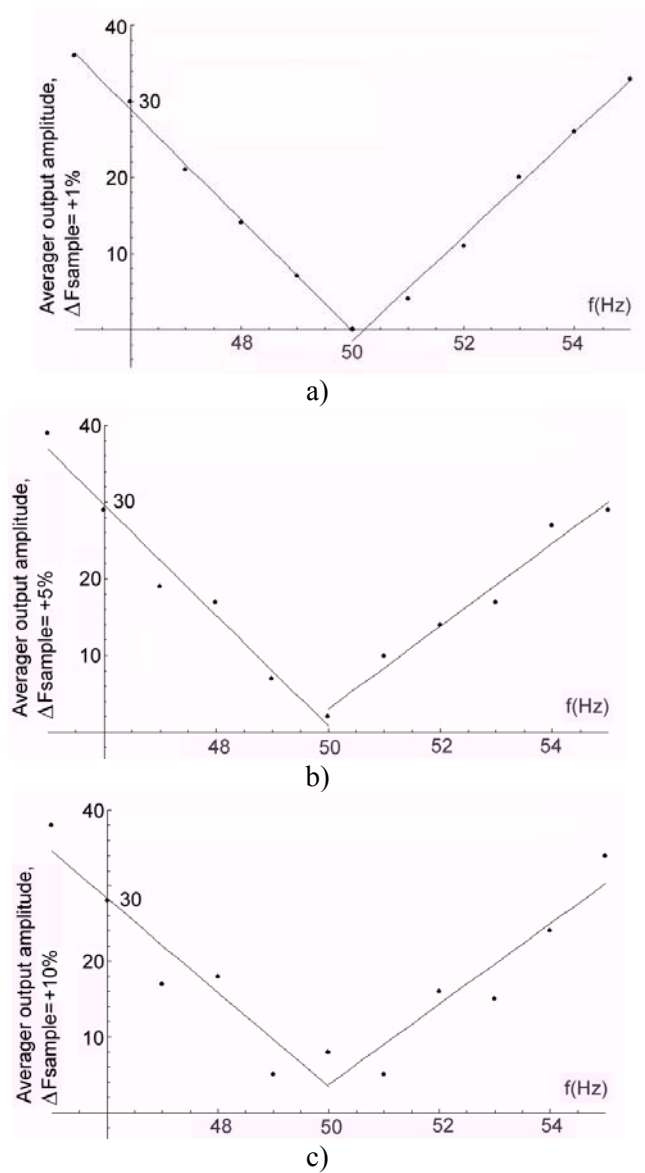 Averager output amplitude,
ΔFsample= +1%
40
30
20
10
48
50
52
54
f(Hz)
a)
Averager output amplitude,
ΔFsample= +5%
40
30
20
10
48
50
52
54
f(Hz)
b)
Averager output amplitude,
ΔFsample=+10%
40
30
20
10
48
50
52
54
f(Hz)
c)